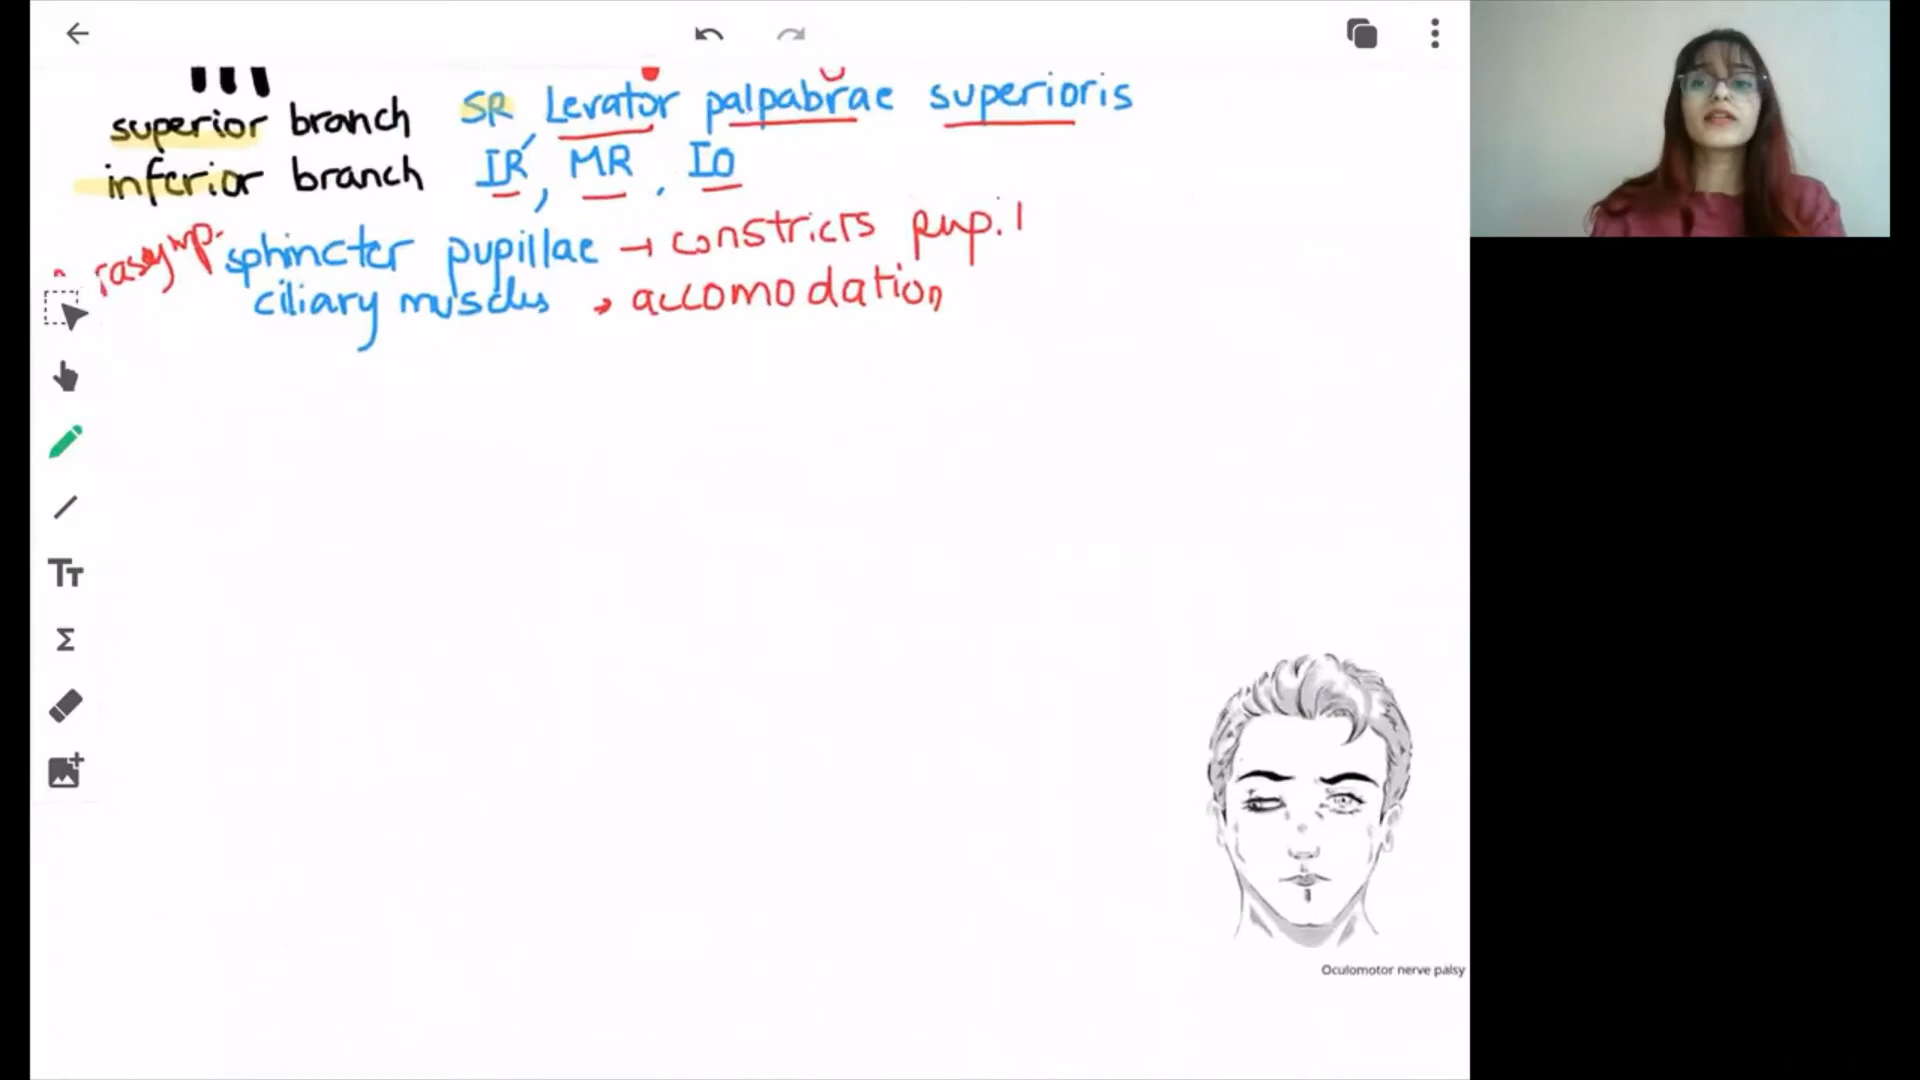 III
superior branch SR Levator palpabrae superioris
inferior branch IR, MR, IO
sphincter pupillae → constricts pupil
ciliary muscles → accomodation
Tт
Σ
Oculomotor nerve palsy